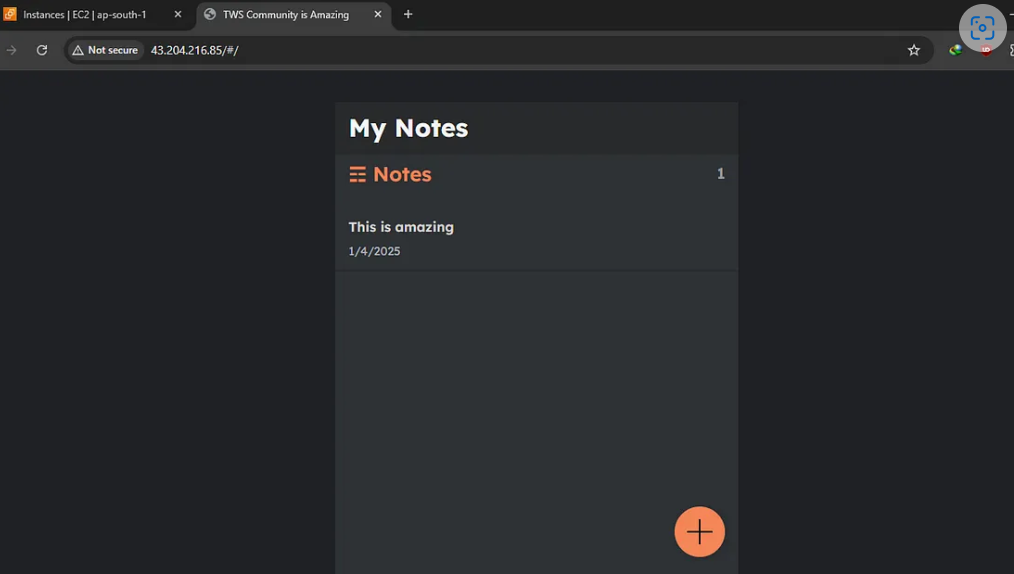 Instances | EC2 | ap-south-1
TWS Community is Amazing
Not secure
43.204.216.85/#/
My Notes
Notes
1
This is amazing
1/4/2025